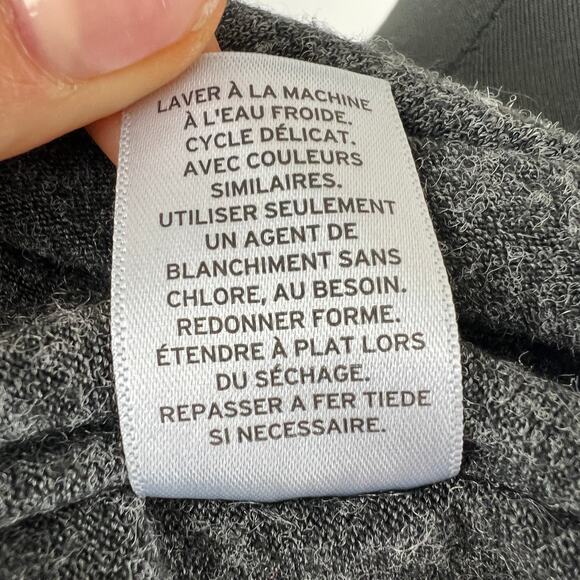 LAVER À LA MACHINE
À L'EAU FROIDE.
CYCLE DÉLICAT.
AVEC COULEURS
SIMILAIRES.
UTILISER SEULEMENT
UN AGENT DE
BLANCHIMENT SANS
CHLORE, AU BESOIN.
REDONNER FORME.
ÉTENDRE À PLAT LORS
DU SÉCHAGE.
REPASSER A FER TIEDE
SI NECESSAIRE.